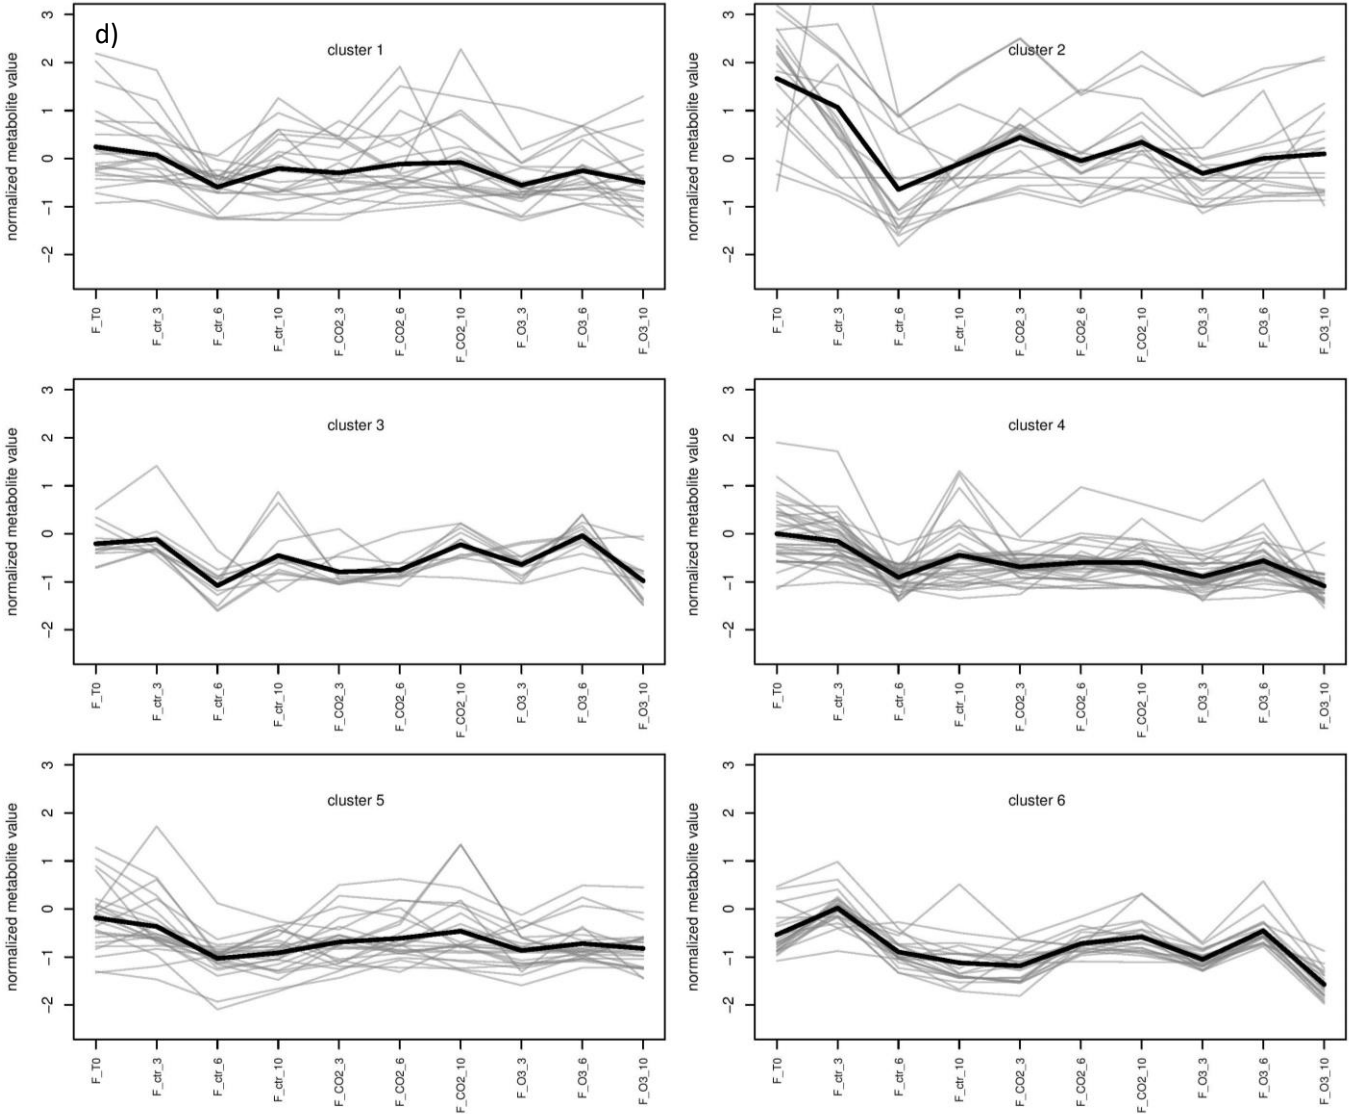 d)
cluster 1
normalized metabolite value
3
2
1
0
−1
−2
F_T0
F_ctr_3
F_ctr_6
F_ctr_10
F_CO2_3
F_CO2_6
F_CO2_10
F_O3_3
F_O3_6
F_O3_10
cluster 2
normalized metabolite value
3
2
1
0
−1
−2
F_T0
F_ctr_3
F_ctr_6
F_ctr_10
F_CO2_3
F_CO2_6
F_CO2_10
F_O3_3
F_O3_6
F_O3_10
cluster 3
normalized metabolite value
3
2
1
0
−1
−2
F_T0
F_ctr_3
F_ctr_6
F_ctr_10
F_CO2_3
F_CO2_6
F_CO2_10
F_O3_3
F_O3_6
F_O3_10
cluster 4
normalized metabolite value
3
2
1
0
−1
−2
F_T0
F_ctr_3
F_ctr_6
F_ctr_10
F_CO2_3
F_CO2_6
F_CO2_10
F_O3_3
F_O3_6
F_O3_10
cluster 5
normalized metabolite value
3
2
1
0
−1
−2
F_T0
F_ctr_3
F_ctr_6
F_ctr_10
F_CO2_3
F_CO2_6
F_CO2_10
F_O3_3
F_O3_6
F_O3_10
cluster 6
normalized metabolite value
3
2
1
0
−1
−2
F_T0
F_ctr_3
F_ctr_6
F_ctr_10
F_CO2_3
F_CO2_6
F_CO2_10
F_O3_3
F_O3_6
F_O3_10